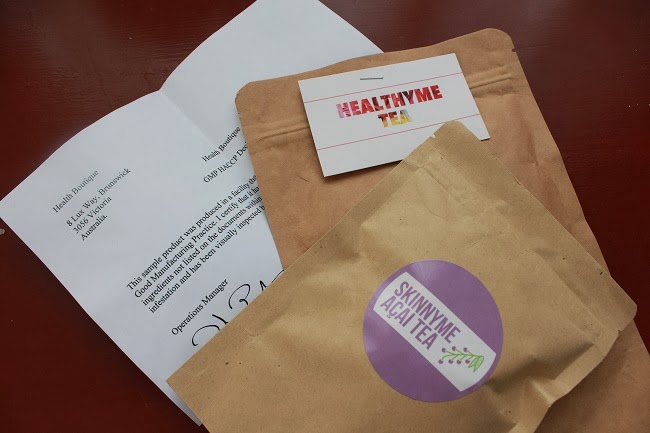 Health Boutique
8 Lux Way, Brunswick
3056 Victoria
Australia.
Health Boutique
GMP HACCP
This sample product was produced in a facility
Good Manufacturing Practice. I certify that it
ingredients not listed on the documents within
infestation and has been visually inspected
Operations Manager
HEALTHYME
TEA
SKINNYME
AÇAI TEA